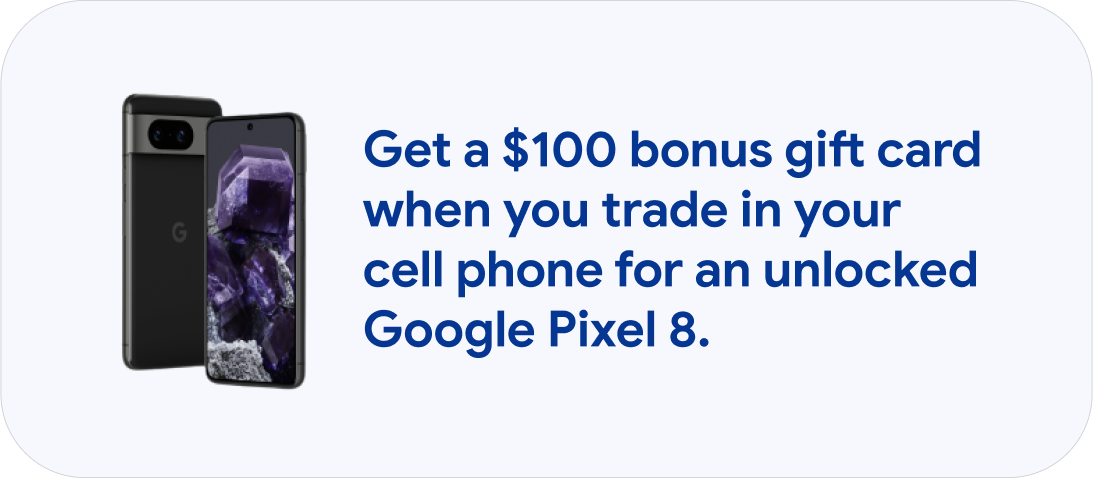 Get a $100 bonus gift card
when you trade in your
cell phone for an unlocked
Google Pixel 8.
G